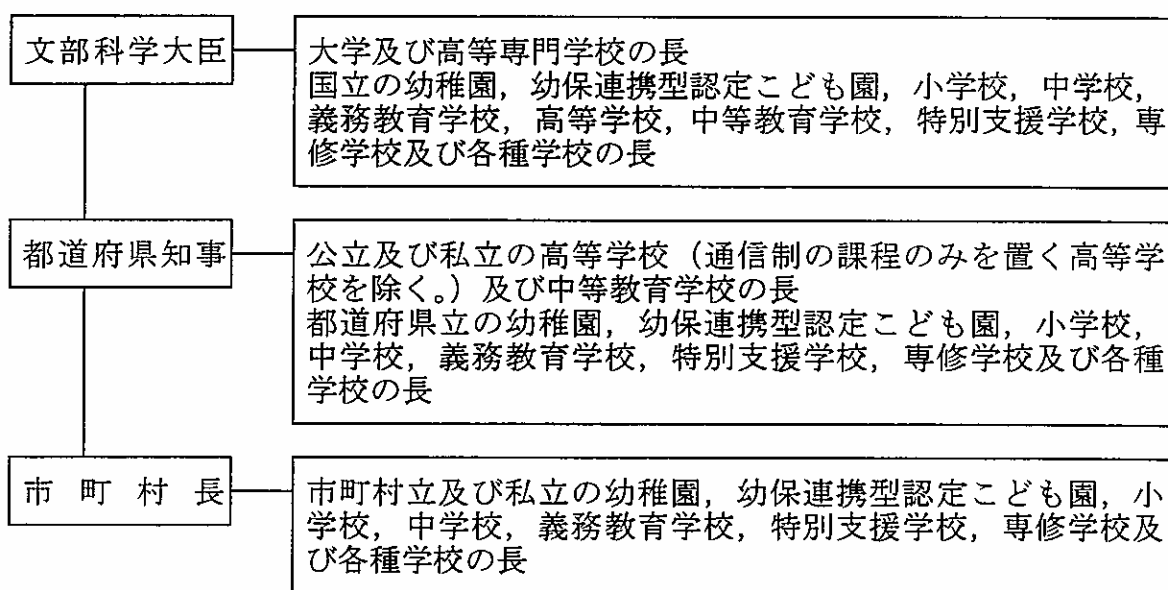 文部科学大臣
大学及び高等専門学校の長
国立の幼稚園，幼保連携型認定こども園，小学校，中学校，
義務教育学校，高等学校，中等教育学校，特別支援学校，専
修学校及び各種学校の長
都道府県知事
公立及び私立の高等学校（通信制の課程のみを置く高等学
校を除く。）及び中等教育学校の長
都道府県立の幼稚園，幼保連携型認定こども園，小学校，
中学校，義務教育学校，特別支援学校，専修学校及び各種
学校の長
市町村長
市町村立及び私立の幼稚園，幼保連携型認定こども園，小
学校，中学校，義務教育学校，特別支援学校，専修学校及
び各種学校の長